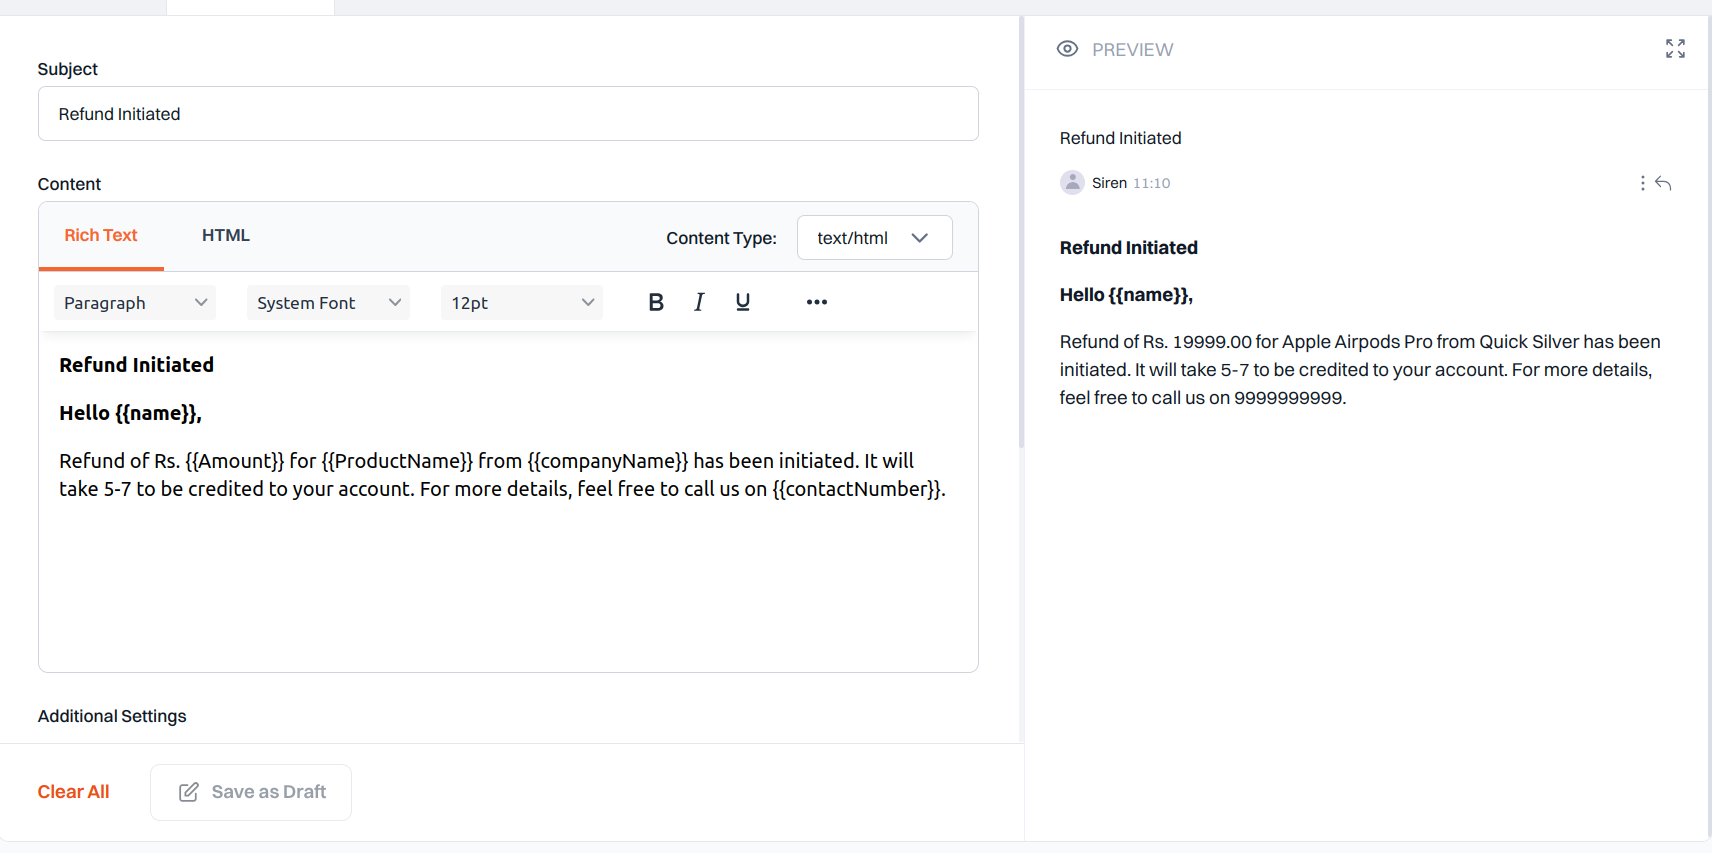 Subject
Refund Initiated
Content
Rich Text
HTML
Content Type:
text/html
Paragraph
System Font
12pt
B
I
U
Refund Initiated
Hello {{name}},
Refund of Rs. {{Amount}} for {{ProductName}} from {{companyName}} has been initiated. It will
take 5-7 to be credited to your account. For more details, feel free to call us on {{contactNumber}}.
Additional Settings
Clear All
Save as Draft
PREVIEW
Refund Initiated
Siren 11:10
Refund Initiated
Hello {{name}},
Refund of Rs. 19999.00 for Apple Airpods Pro from Quick Silver has been
initiated. It will take 5-7 to be credited to your account. For more details,
feel free to call us on 9999999999.